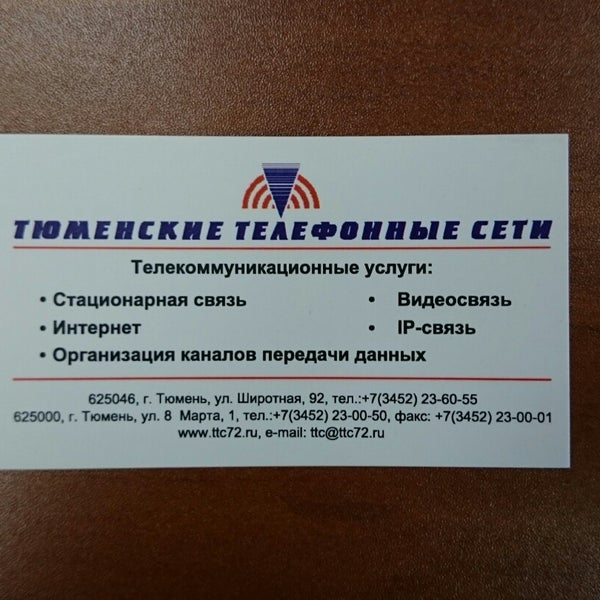 ТЮМЕНСКИЕ ТЕЛЕФОННЫЕ СЕТИ
Телекоммуникационные услуги:
• Стационарная связь • Видеосвязь
• Интернет • IP-связь
• Организация каналов передачи данных
625046, г. Тюмень, ул. Широтная, 92, тел.:+7(3452) 23-60-55
625000, г. Тюмень, ул. 8 Марта, 1, тел.:+7(3452) 23-00-50, факс: +7(3452) 23-00-01
www.ttc72.ru, e-mail: ttc@ttc72.ru